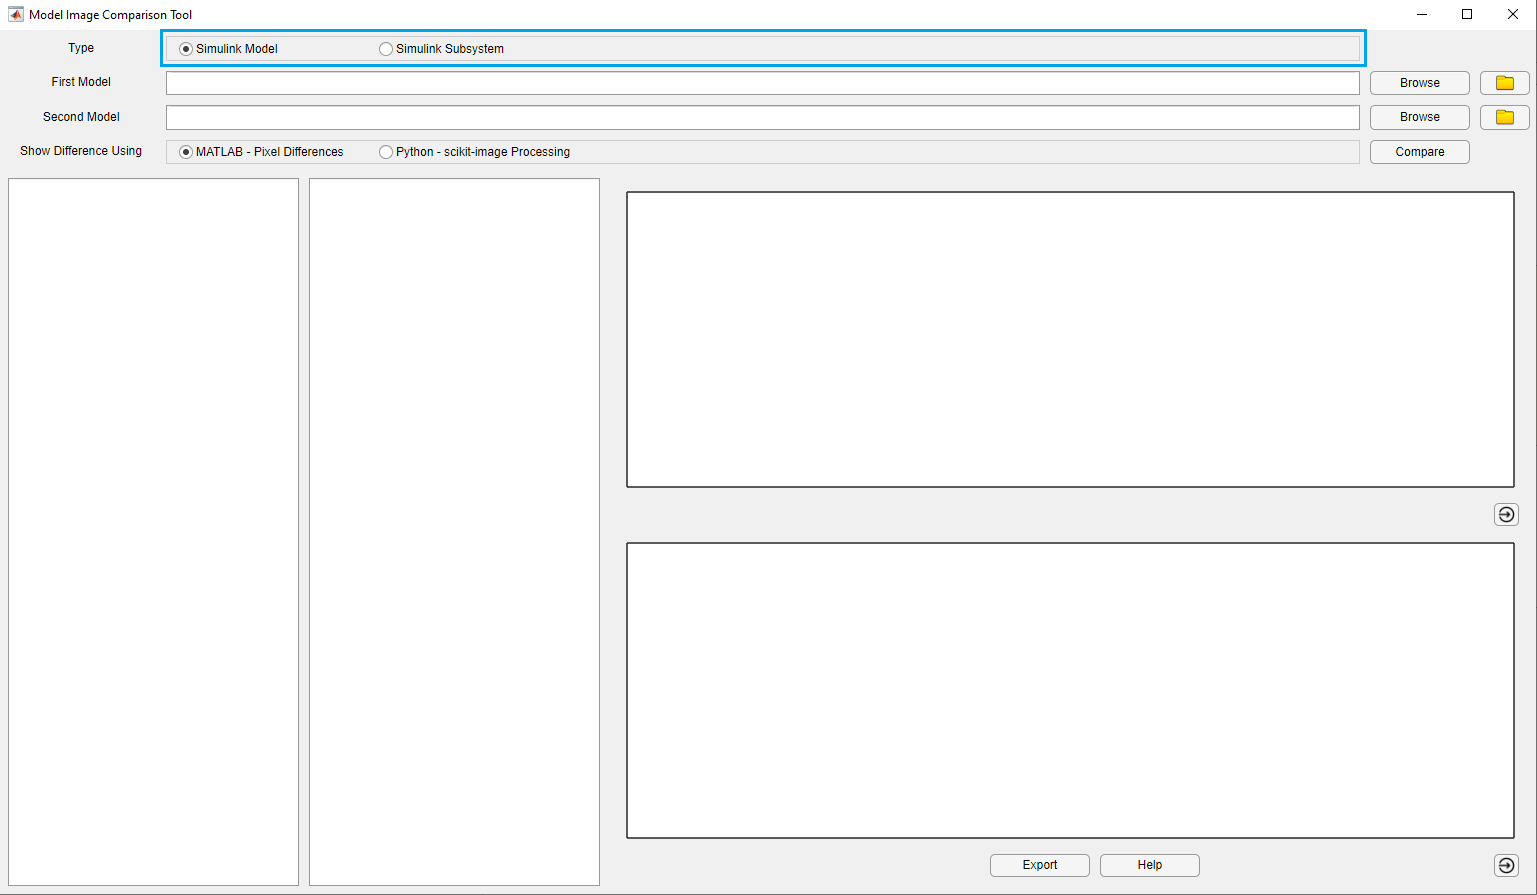 Model Image Comparison Tool
Type
Simulink Model
Simulink Subsystem
First Model
Browse
Second Model
Browse
Show Difference Using
MATLAB - Pixel Differences
Python - scikit-image Processing
Compare
Export
Help